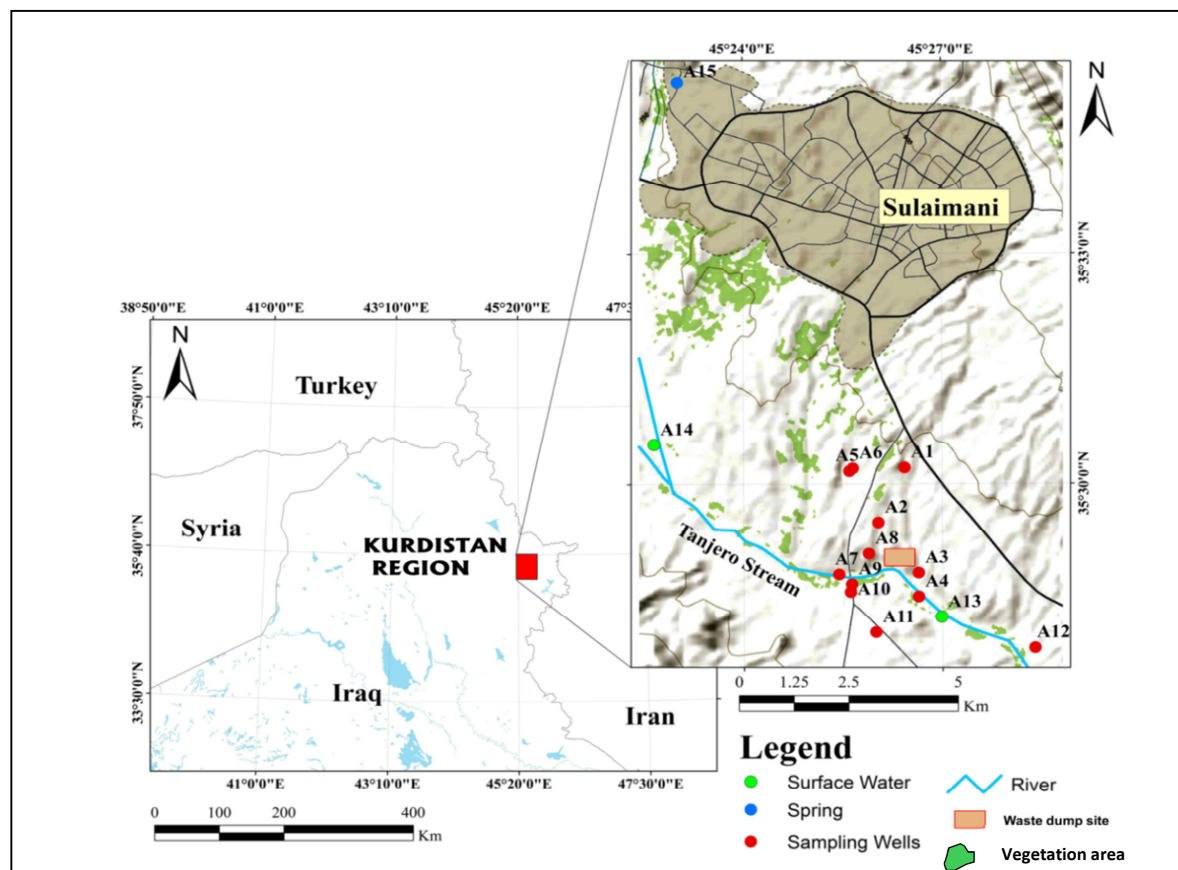 45°24'0"E 45°27'0"E
A15
N
Sulaimani
35°33'0"N
38°50'0"E 41°0'0"E 43°10'0"E 45°20'0"E 47°3
N
Turkey
37°50'0"N
A14
A5 A6 A1
35°30'0"N
A2
A8
Tanjero Stream
A7 A9 A3
A4
A10
A13
A11
A12
Syria
35°40'0"N
KURDISTAN
REGION
33°30'0"N
Iraq
Iran
0 1.25 2.5 5
Km
41°0'0"E 43°10'0"E 45°20'0"E 47°30'0"E
0 100 200 400
Km
Legend
Surface Water
Spring
Sampling Wells
River
Waste dump site
Vegetation area